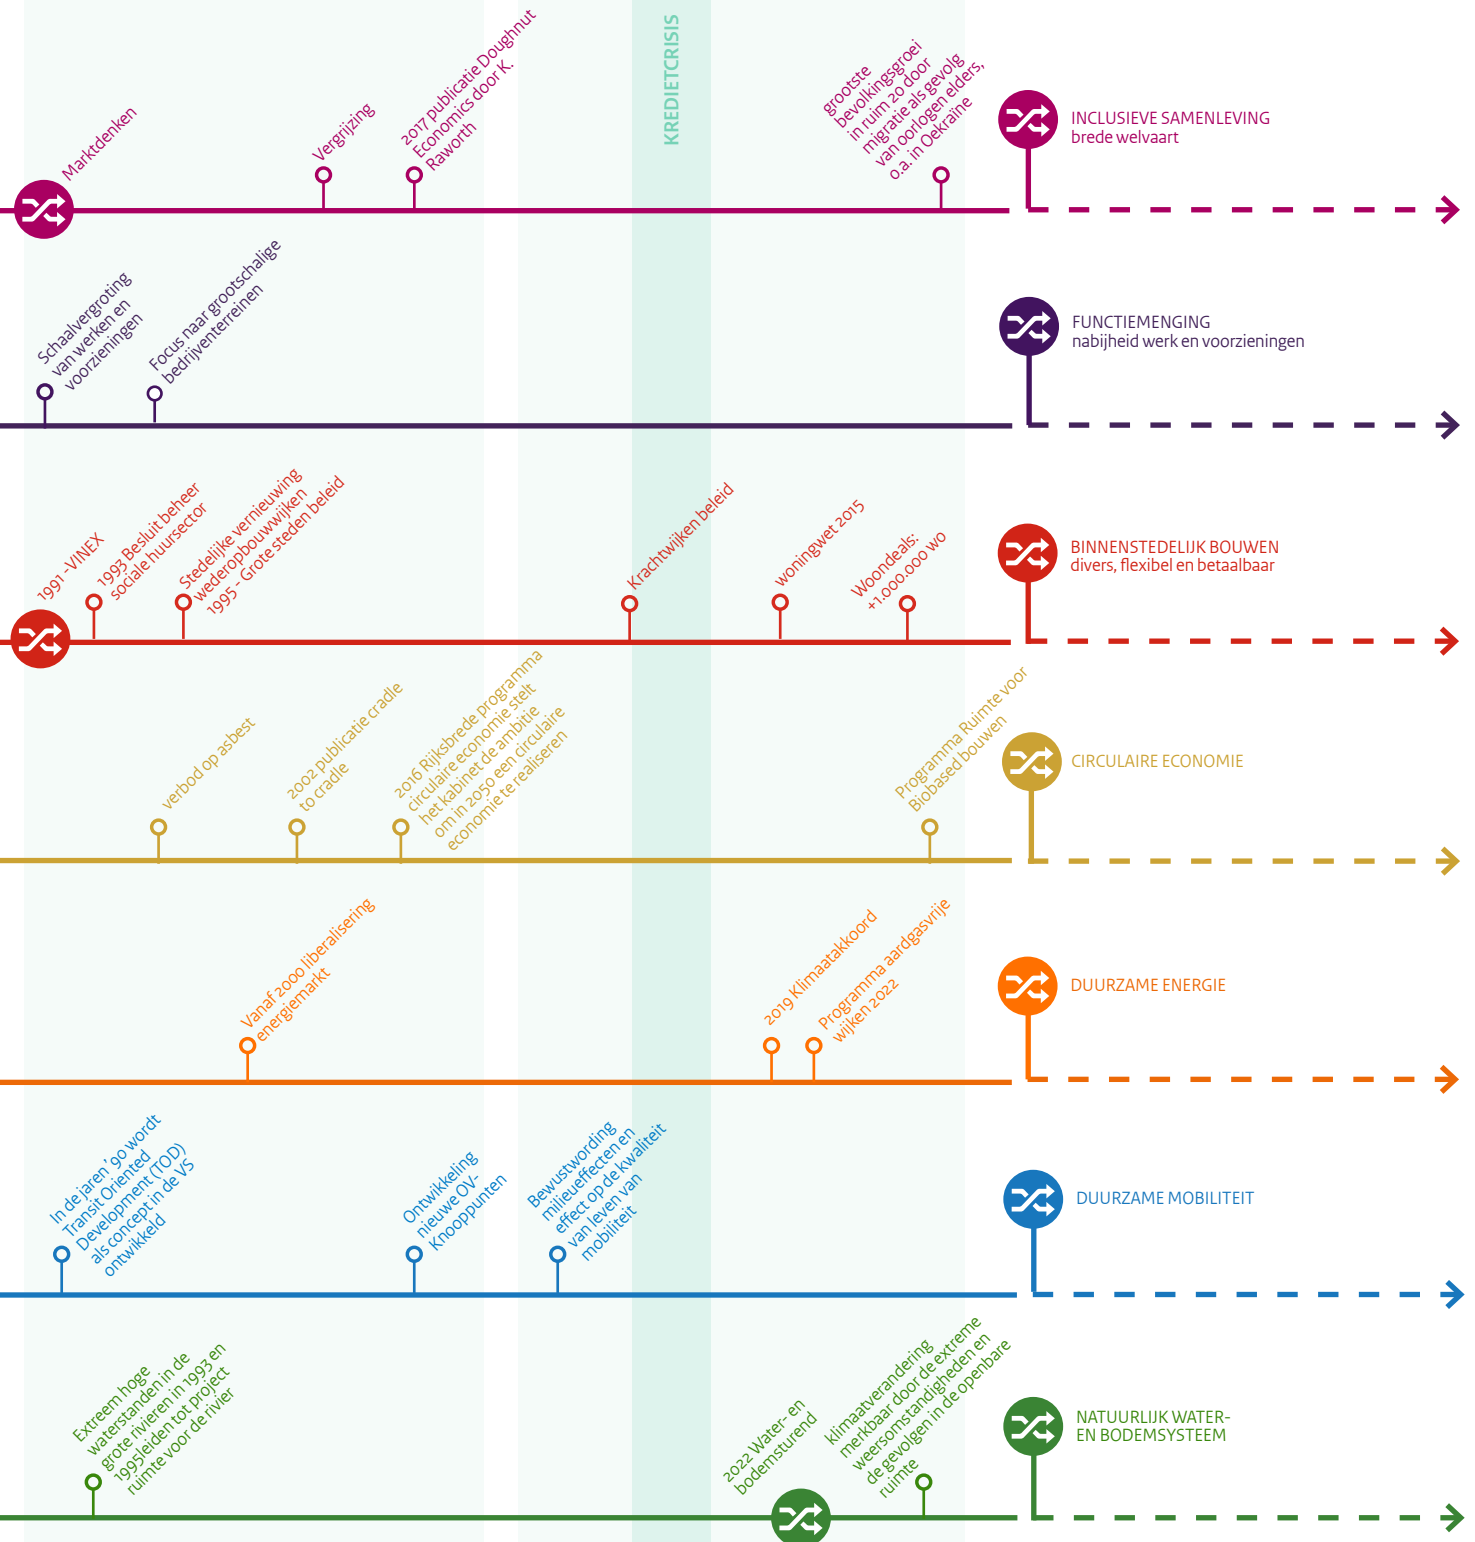 KREDIETCRISIS
Marktdenken
Vergrijzing
2017 publicatie Doughnut
Economics door K.
Raworth
grootste
bevolkingsgroei
in ruim 20 door
migratie als gevolg
van oorlogen elders,
o.a. in Oekraïne
INCLUSIEVE SAMENLEVING
brede welvaart
Schaalvergroting
van werken en
voorzieningen
Focus naar grootschalige
bedrijventerreinen
FUNCTIEMENGING
nabijheid werk en voorzieningen
1991 - VINEX
1993 Besluit beheer
sociale huursector
Stedelijke vernieuwing
wederopbouwwijken
1995 - Grote steden beleid
Krachtwijken beleid
woningwet 2015
Woondeals:
+1.000.000 wo
BINNENSTEDELIJK BOUWEN
divers, flexibel en betaalbaar
verbod op asbest
2002 publicatie cradle
to cradle
2016 Rijksbrede programma
circulaire economie stelt
het kabinet de ambitie
om in 2050 een circulaire
economie te realiseren
Programma Ruimte voor
Biobased bouwen
CIRCULAIRE ECONOMIE
Vanaf 2000 liberalisering
energiemarkt
2019 Klimaatakkoord
Programma aardgasvrije
wijken 2022
DUURZAME ENERGIE
In de jaren '90 wordt
Transit Oriented
Development (TOD)
als concept in de VS
ontwikkeld
Ontwikkeling
nieuwe OV-
Knooppunten
Bewustwording
milieueffecten en
effect op de kwaliteit
van leven van
mobiliteit
DUURZAME MOBILITEIT
Extreem hoge
waterstanden in de
grote rivieren in 1993 en
1995 leiden tot project
ruimte voor de rivier
2022 Water- en
bodemsturend
klimaatverandering
merkbaar door de extreme
weersomstandigheden en
de gevolgen in de openbare
ruimte
NATUURLIJK WATER-
EN BODEMSYSTEEM